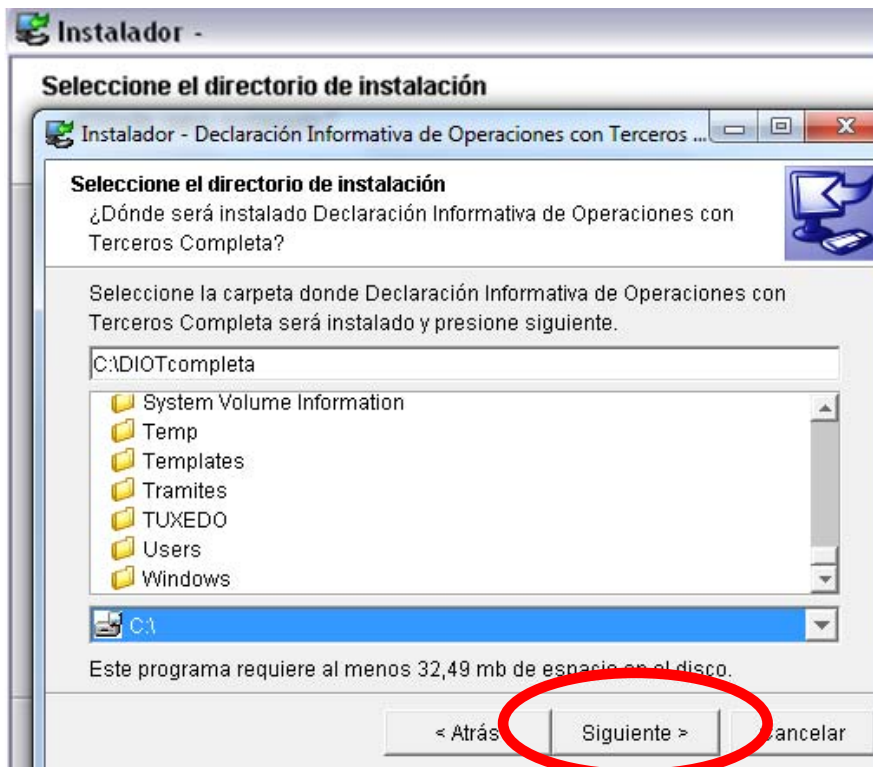 Instalador -
Seleccione el directorio de instalación
Instalador - Declaración Informativa de Operaciones con Terceros ...
Seleccione el directorio de instalación
¿Dónde será instalado Declaración Informativa de Operaciones con
Terceros Completa?
Seleccione la carpeta donde Declaración Informativa de Operaciones con
Terceros Completa será instalado y presione siguiente.
C:\DIOTcompleta
System Volume Information
Temp
Templates
Tramites
TUXEDO
Users
Windows
C:\
Este programa requiere al menos 32,49 mb de espacio en el disco.
< Atrás
Siguiente >
Cancelar